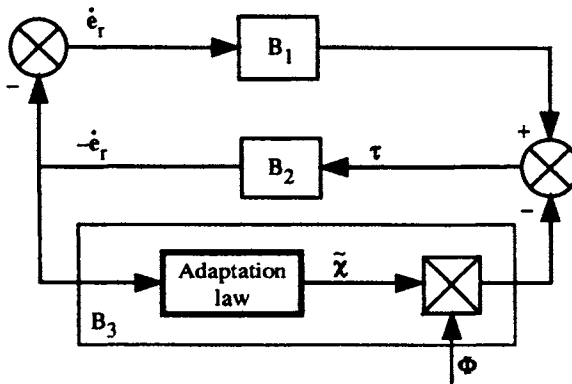 ė_r
B_1
+
−
−ė_r
B_2
τ
−
Adaptation
law
χ̃
B_3
Φ